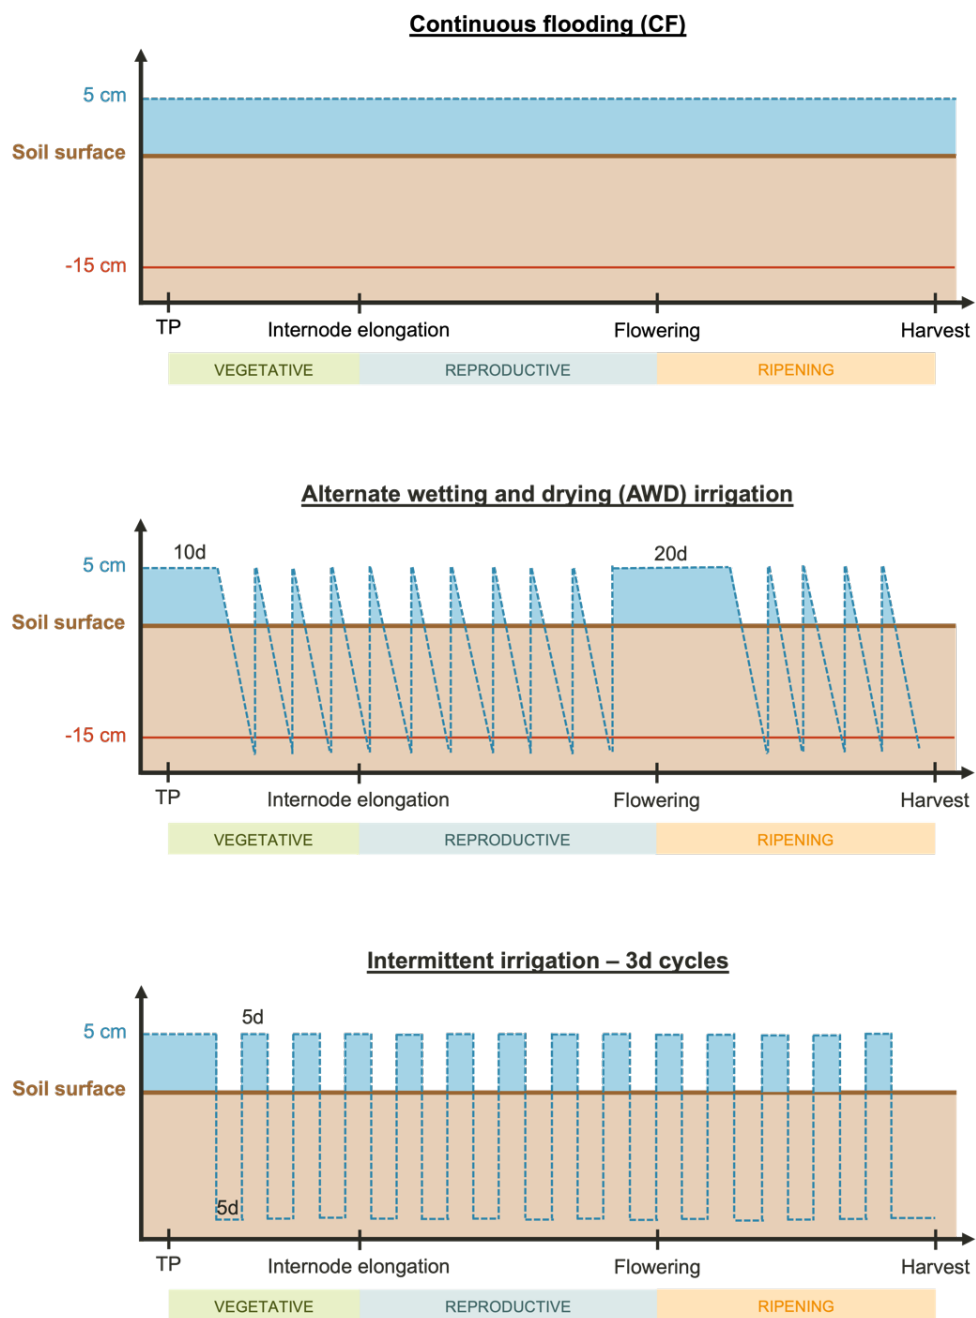 Continuous flooding (CF)
5 cm
Soil surface
-15 cm
TP Internode elongation Flowering Harvest
VEGETATIVE REPRODUCTIVE RIPENING
Alternate wetting and drying (AWD) irrigation
10d 20d
5 cm
Soil surface
-15 cm
TP Internode elongation Flowering Harvest
VEGETATIVE REPRODUCTIVE RIPENING
Intermittent irrigation – 3d cycles
5d
5 cm
Soil surface
5d
TP Internode elongation Flowering Harvest
VEGETATIVE REPRODUCTIVE RIPENING